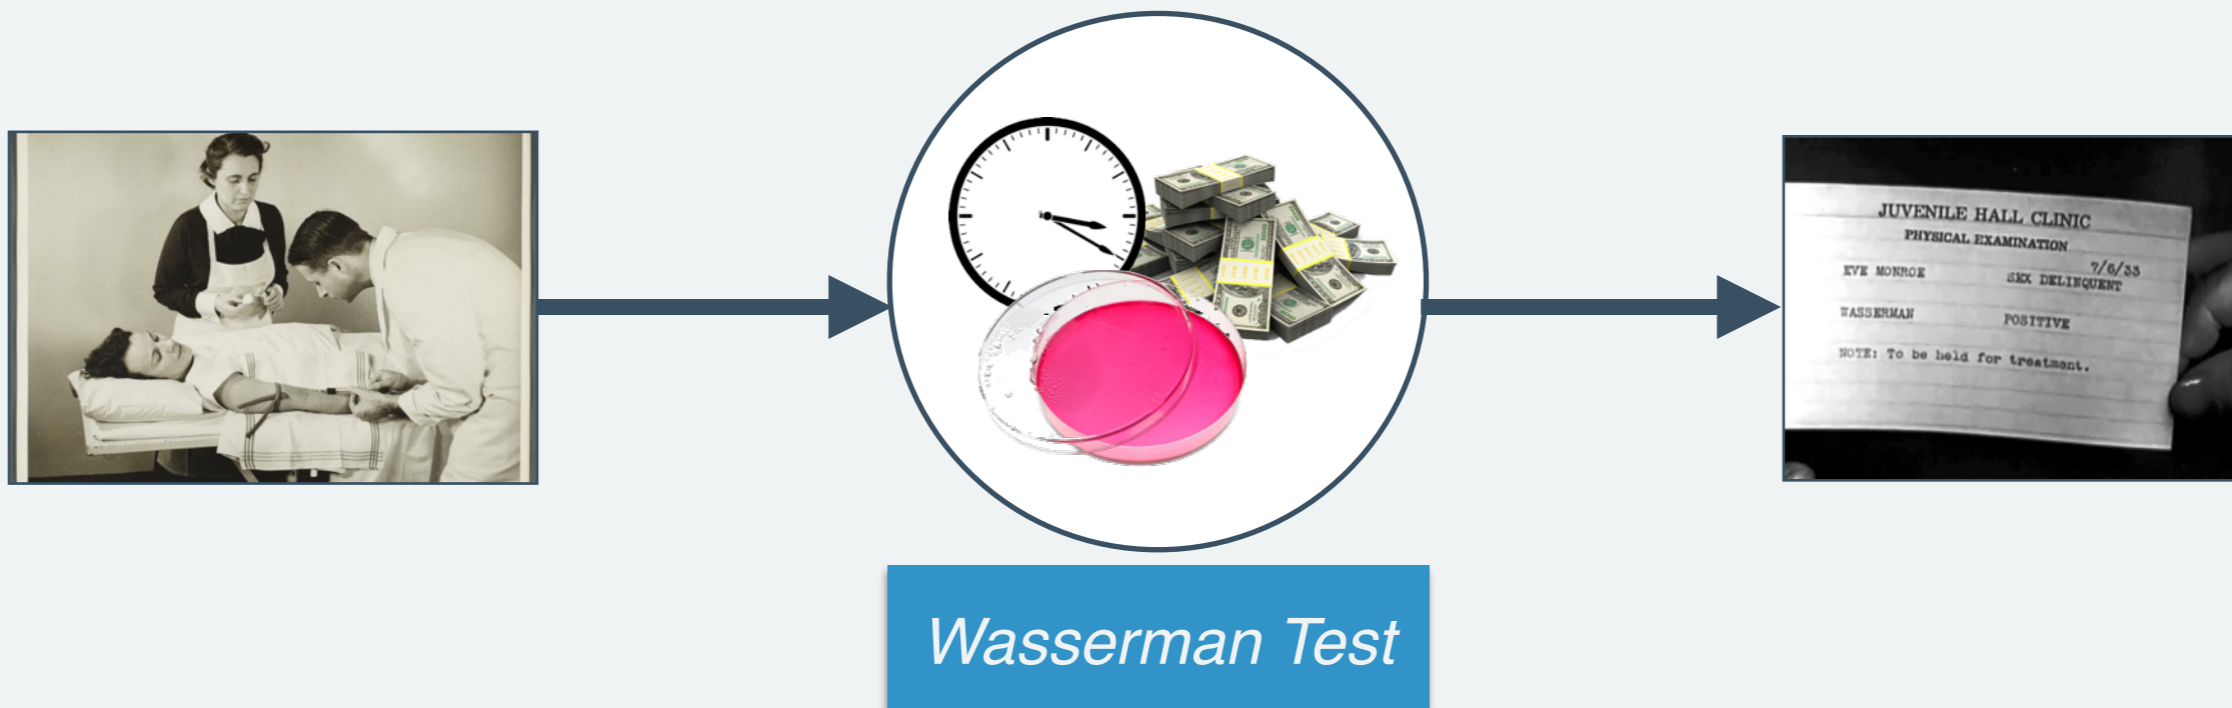 Wasserman Test
JUVENILE HALL CLINIC
PHYSICAL EXAMINATION
7/6/33
EVE MONROE SEX DELINQUENT
WASSERMAN POSITIVE
NOTE: To be held for treatment.